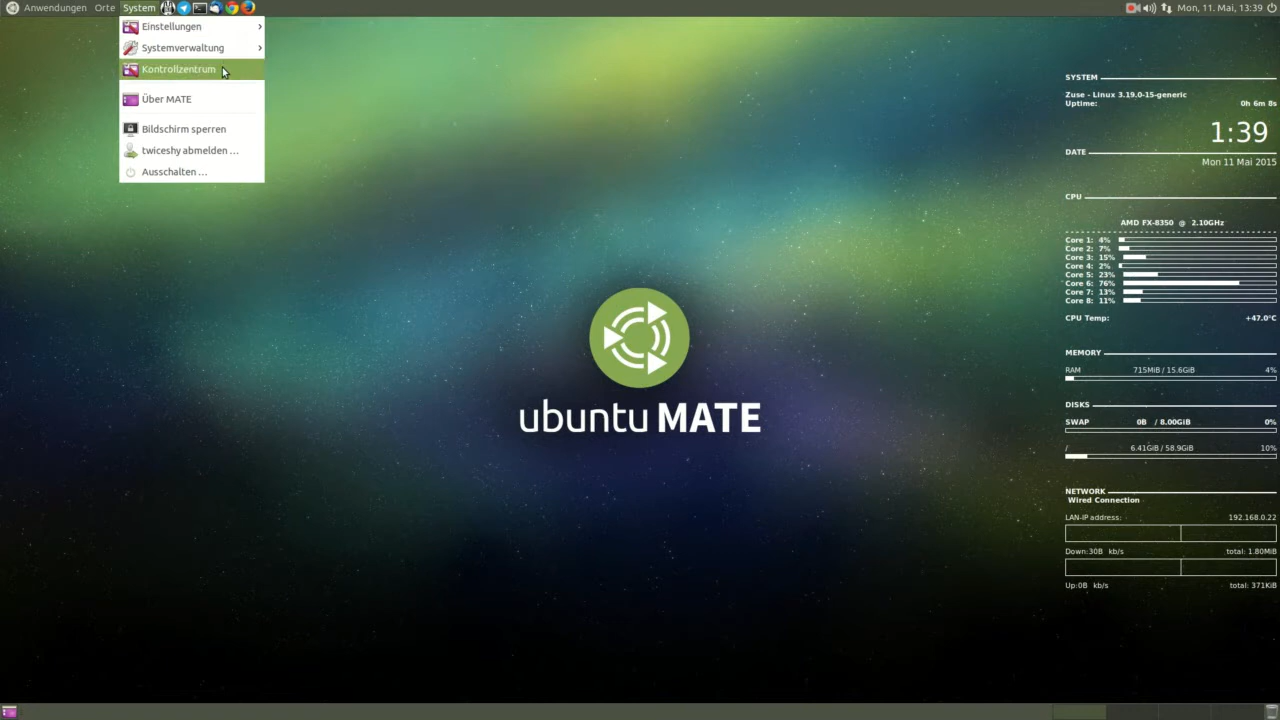 Anwendungen Orte System Mon, 11. Mai, 13:39
Einstellungen
Systemverwaltung
Kontrollzentrum
Über MATE
Bildschirm sperren
twiceshy abmelden ...
Ausschalten ...
ubuntu MATE
SYSTEM
Zuse - Linux 3.19.0-15-generic
Uptime: 0h 6m 8s
1:39
DATE
Mon 11 Mai 2015
CPU
AMD FX-8350 @ 2.10GHz
Core 1: 4%
Core 2: 7%
Core 3: 15%
Core 4: 2%
Core 5: 23%
Core 6: 76%
Core 7: 13%
Core 8: 11%
CPU Temp: +47.0°C
MEMORY
RAM 715MiB / 15.6GiB 4%
DISKS
SWAP 0B / 8.00GiB 0%
/ 6.41GiB / 58.9GiB 10%
NETWORK
Wired Connection
LAN-IP address: 192.168.0.22
Down:30B kb/s total: 1.80MiB
Up:0B kb/s total: 371KiB